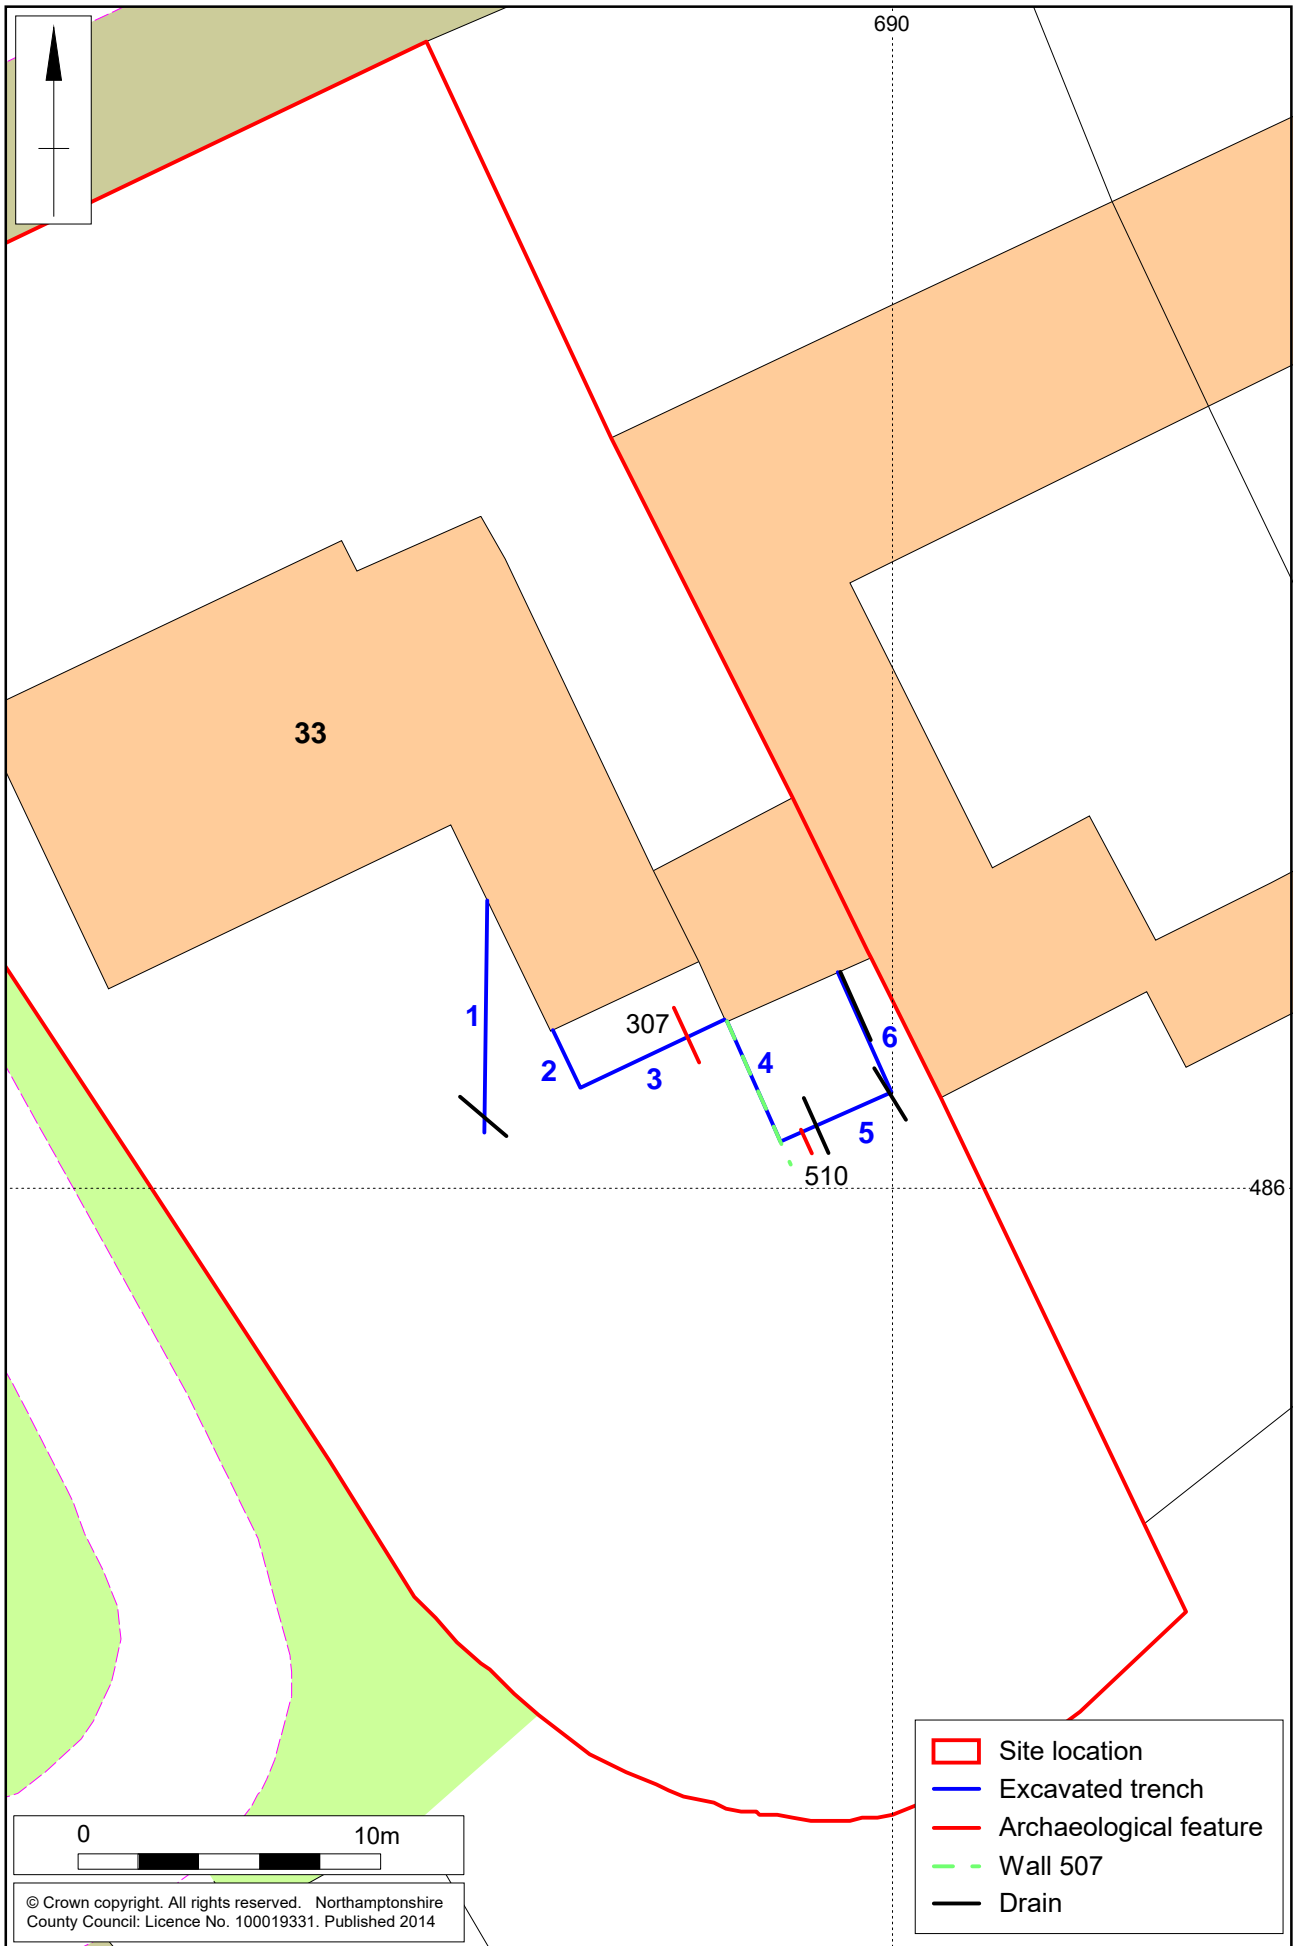 690
33
1
307
6
4
2
3
5
510
486
Site location
Excavated trench
Archaeological feature
Wall 507
Drain
0 10m
© Crown copyright. All rights reserved. Northamptonshire
County Council: Licence No. 100019331. Published 2014